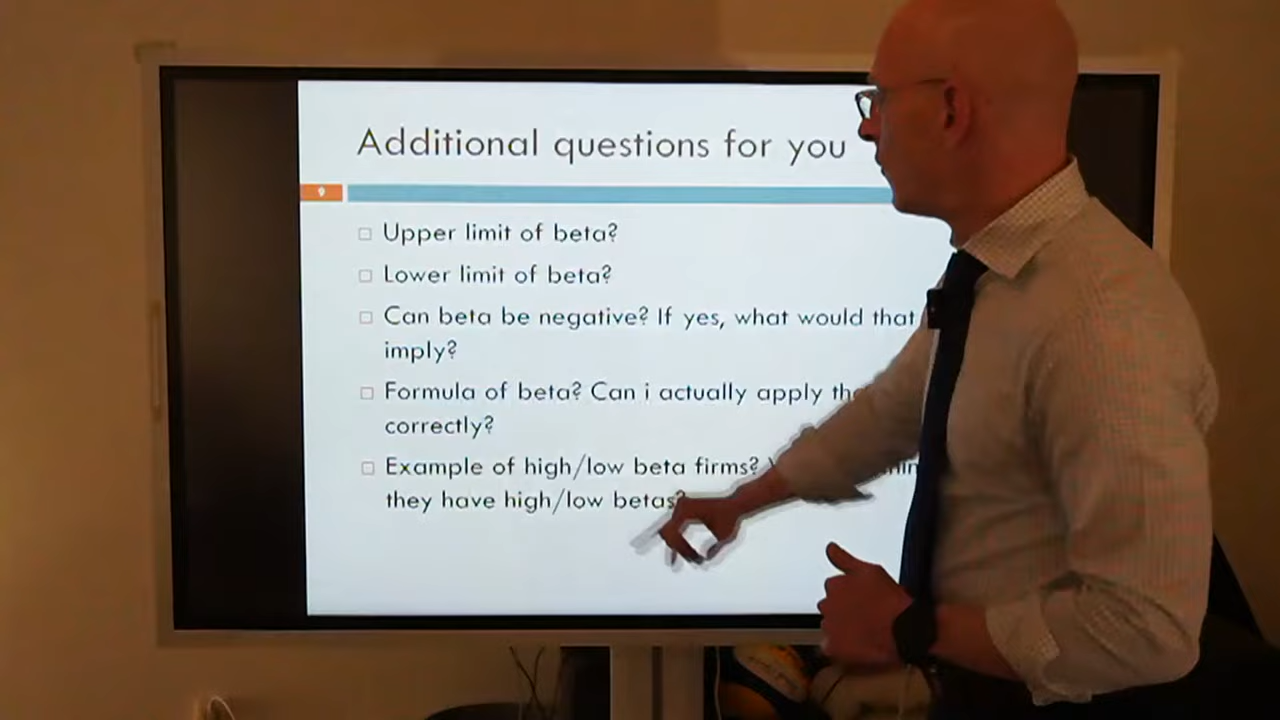 Additional questions for you
9
Upper limit of beta?
Lower limit of beta?
Can beta be negative? If yes, what would that
imply?
Formula of beta? Can i actually apply
correctly?
Example of high/low beta firms?
they have high/low betas?